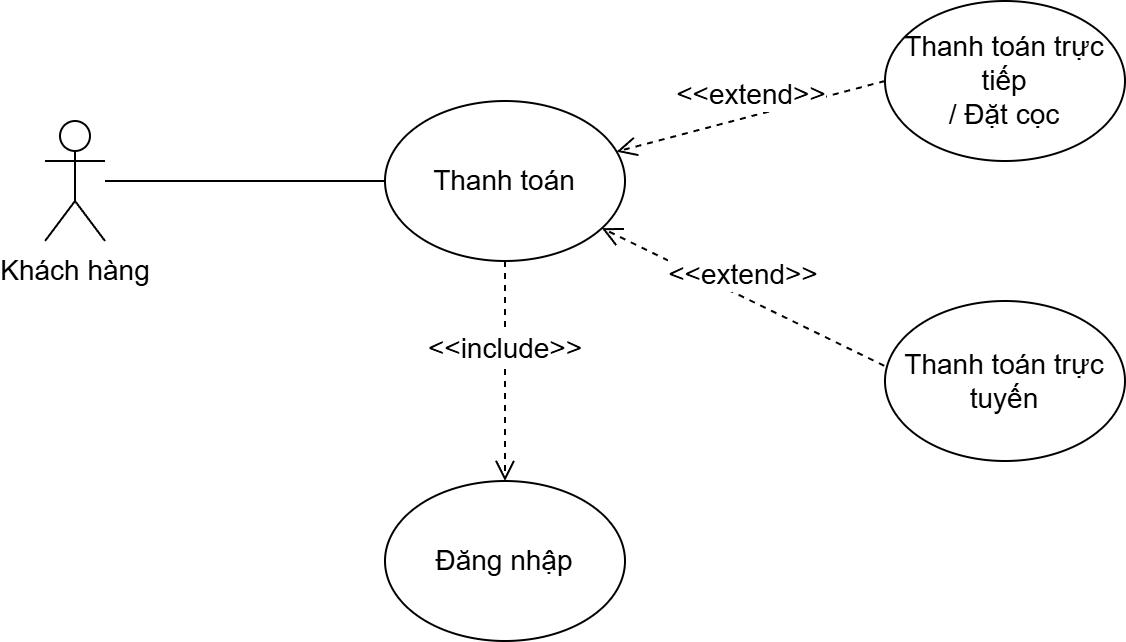 Thanh toán trực
tiếp
/ Đặt cọc
<<extend>>
Thanh toán
Khách hàng
<<extend>>
<<include>>
Thanh toán trực
tuyến
Đăng nhập